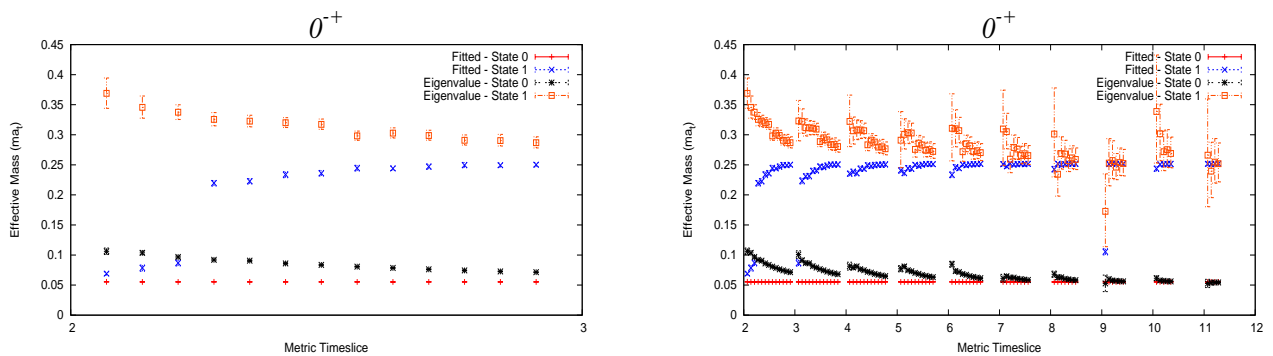 0-+
Fitted - State 0
Fitted - State 1
Eigenvalue - State 0
Eigenvalue - State 1
0.45
0.4
0.35
0.3
0.25
0.2
0.15
0.1
0.05
0
2
3
Effective Mass (mat)
Metric Timeslice
0-+
Fitted - State 0
Fitted - State 1
Eigenvalue - State 0
Eigenvalue - State 1
0.45
0.4
0.35
0.3
0.25
0.2
0.15
0.1
0.05
0
2 3 4 5 6 7 8 9 10 11 12
Effective Mass (mat)
Metric Timeslice